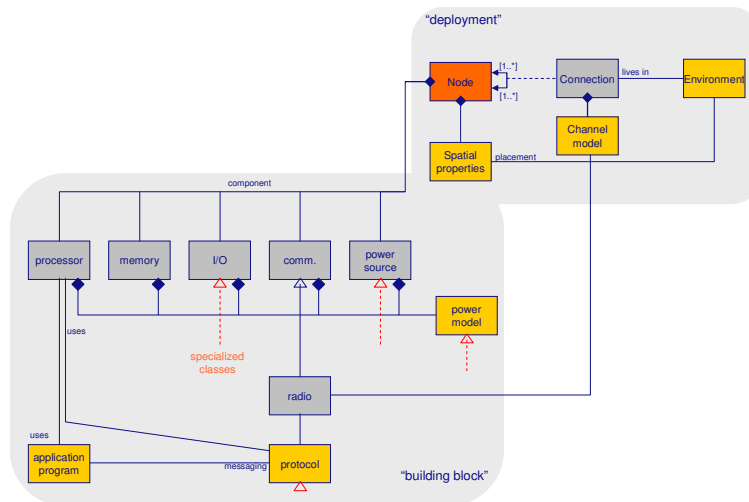 “deployment”
[1..*]
Node
Connection
lives in
Environment
[1..*]
Channel
model
Spatial
properties
placement
component
processor
memory
I/O
comm.
power
source
power
model
uses
specialized
classes
radio
uses
application
program
messaging
protocol
“building block”